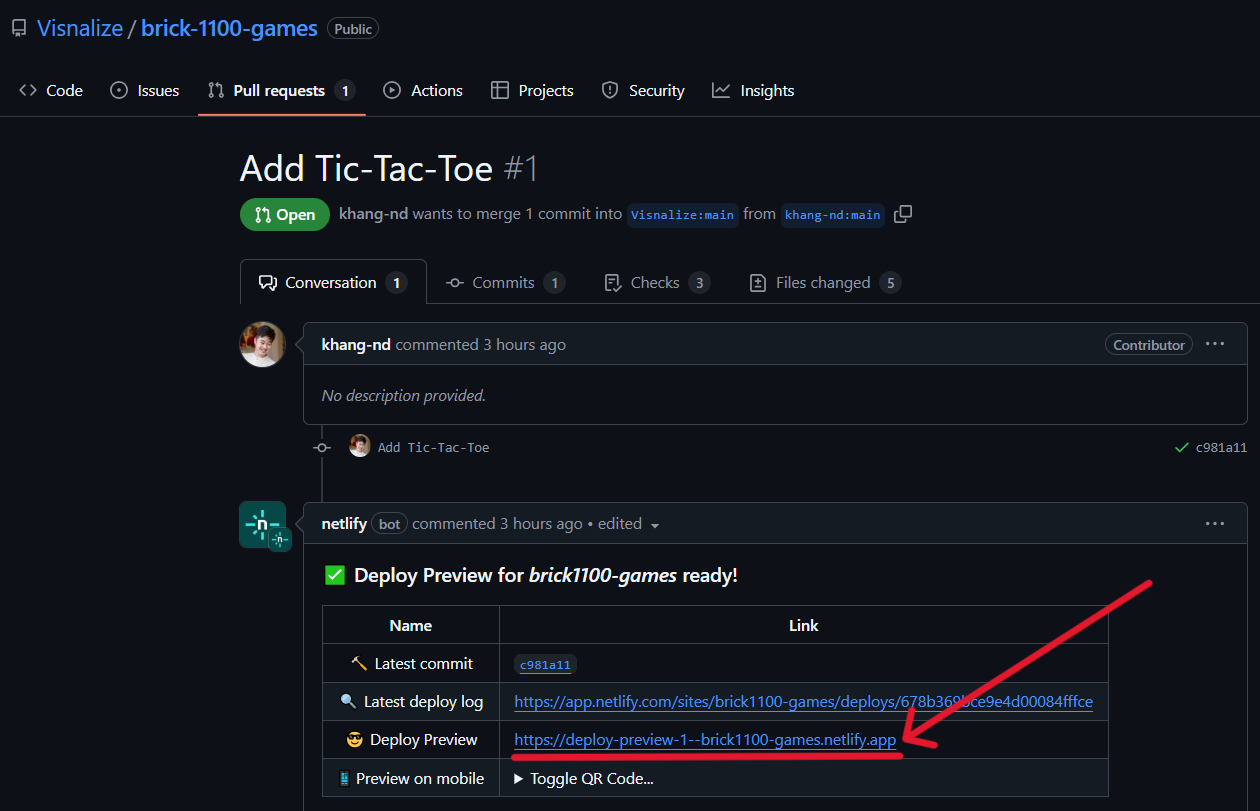 Visnalize / brick-1100-games Public
Code Issues Pull requests 1 Actions Projects Security Insights
Add Tic-Tac-Toe #1
Open khang-nd wants to merge 1 commit into Visnalize:main from khang-nd:main
Conversation 1 Commits 1 Checks 3 Files changed 5
khang-nd commented 3 hours ago Contributor
No description provided.
Add Tic-Tac-Toe c981a11
netlify bot commented 3 hours ago • edited
Deploy Preview for brick1100-games ready!
Name Link
Latest commit c981a11
Latest deploy log https://app.netlify.com/sites/brick1100-games/deploys/678b369bce9e4d00084fffce
Deploy Preview https://deploy-preview-1--brick1100-games.netlify.app
Preview on mobile Toggle QR Code...